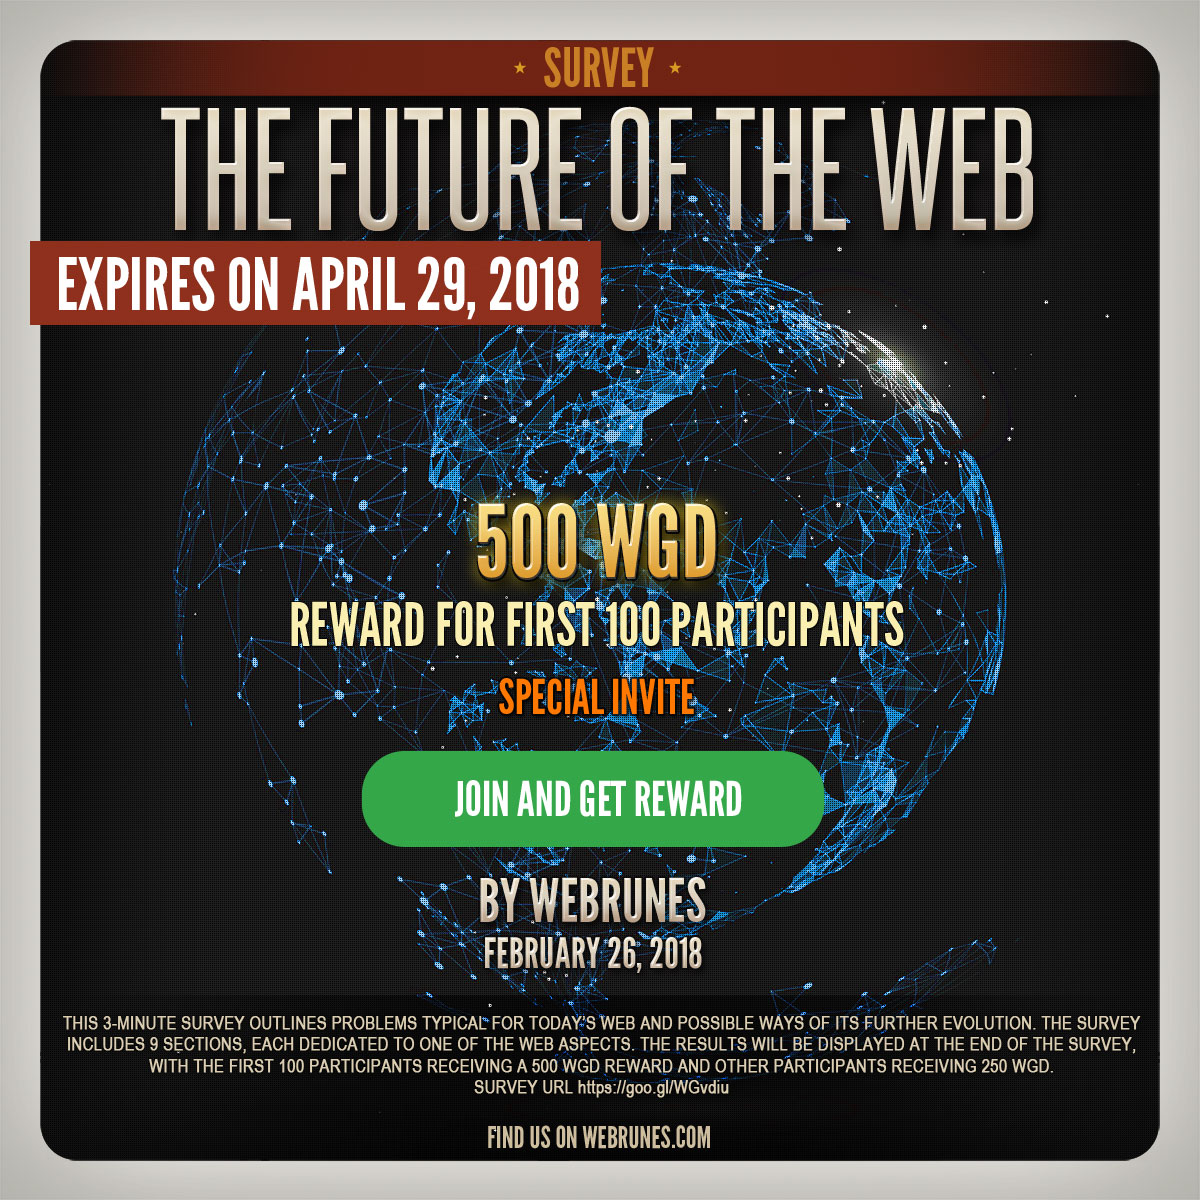 SURVEY
THE FUTURE OF THE WEB
EXPIRES ON APRIL 29, 2018
500 WGD
REWARD FOR FIRST 100 PARTICIPANTS
SPECIAL INVITE
JOIN AND GET REWARD
BY WEBRUNES
FEBRUARY 26, 2018
THIS 3-MINUTE SURVEY OUTLINES PROBLEMS TYPICAL FOR TODAY'S WEB AND POSSIBLE WAYS OF ITS FURTHER EVOLUTION. THE SURVEY
INCLUDES 9 SECTIONS, EACH DEDICATED TO ONE OF THE WEB ASPECTS. THE RESULTS WILL BE DISPLAYED AT THE END OF THE SURVEY,
WITH THE FIRST 100 PARTICIPANTS RECEIVING A 500 WGD REWARD AND OTHER PARTICIPANTS RECEIVING 250 WGD.
SURVEY URL https://goo.gl/WGvdiu
FIND US ON WEBRUNES.COM